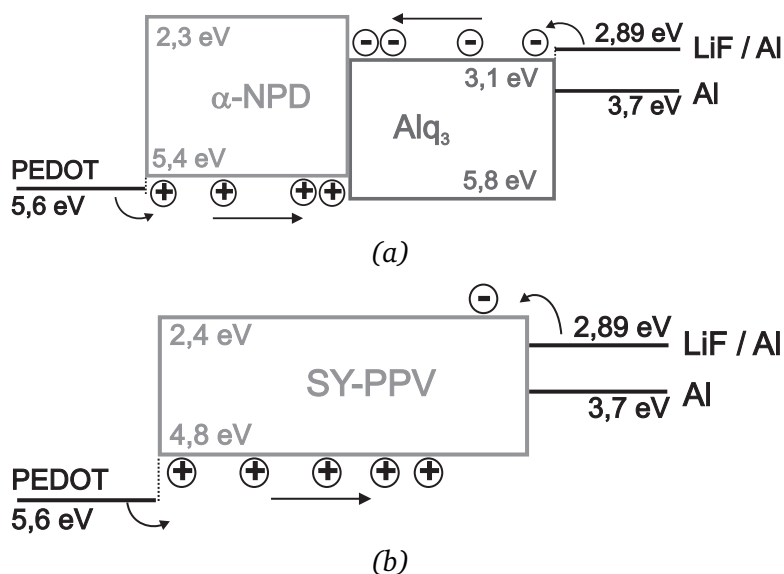 2,3 eV
α-NPD
5,4 eV
PEDOT
5,6 eV
3,1 eV
Alq3
5,8 eV
2,89 eV
LiF / Al
3,7 eV
Al
(a)
2,4 eV
SY-PPV
4,8 eV
PEDOT
5,6 eV
2,89 eV
LiF / Al
3,7 eV
Al
(b)